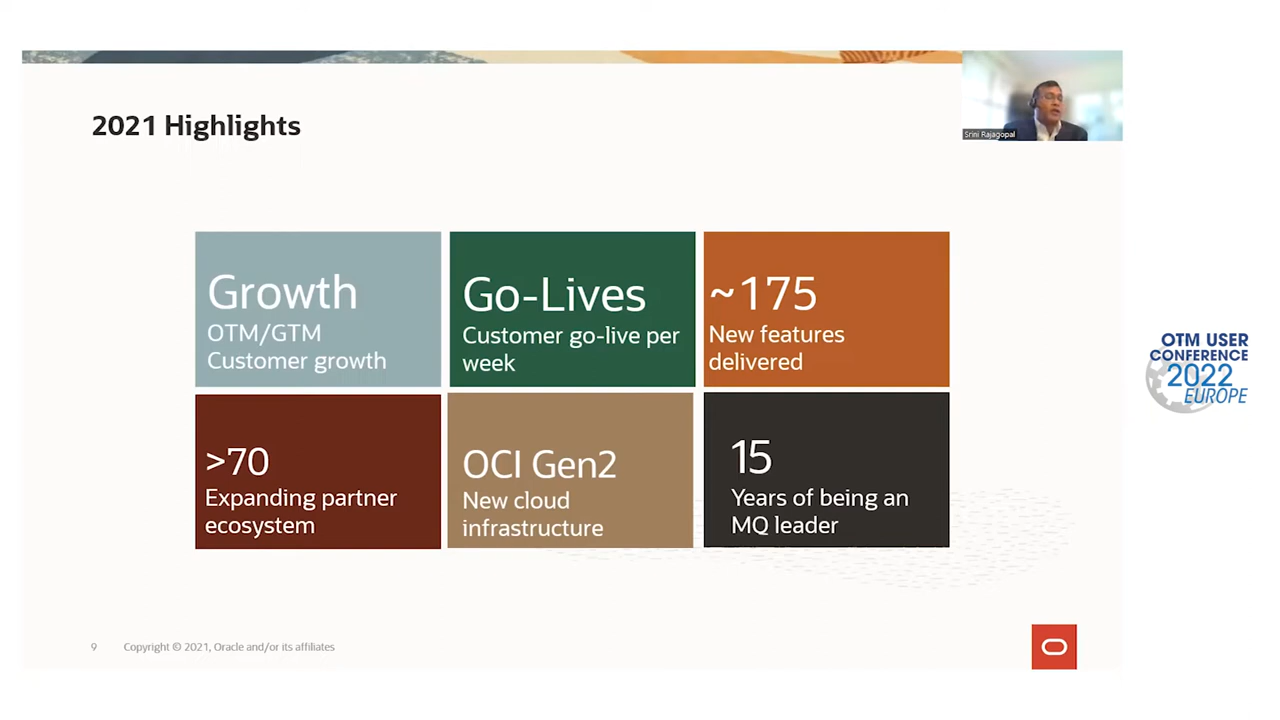 2021 Highlights
Srini Rajagopal
Growth
OTM/GTM
Customer growth
Go-Lives
Customer go-live per
week
~175
New features
delivered
>70
Expanding partner
ecosystem
OCI Gen2
New cloud
infrastructure
15
Years of being an
MQ leader
OTM USER
CONFERENCE
2022
EUROPE
9
Copyright © 2021, Oracle and/or its affiliates